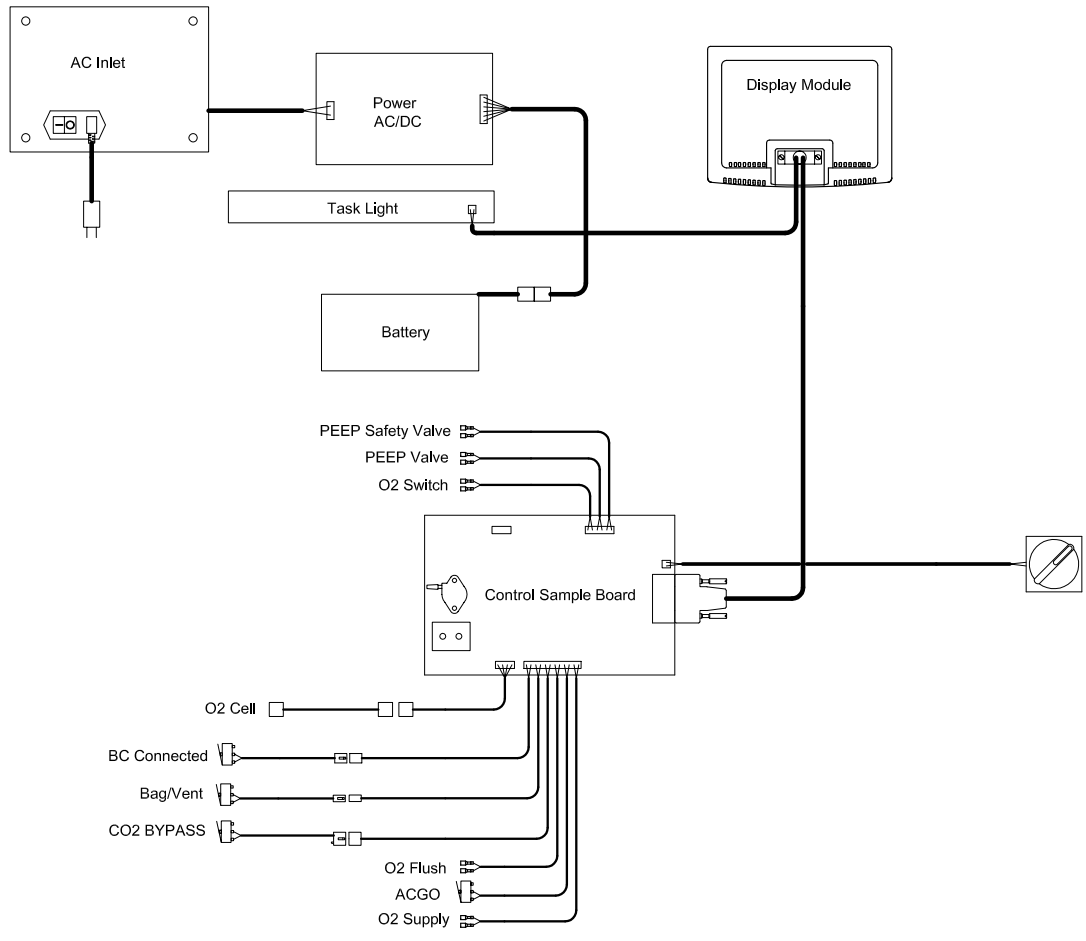 AC Inlet
Power
AC/DC
Display Module
Task Light
Battery
PEEP Safety Valve
PEEP Valve
O2 Switch
Control Sample Board
O2 Cell
BC Connected
Bag/Vent
CO2 BYPASS
O2 Flush
ACGO
O2 Supply